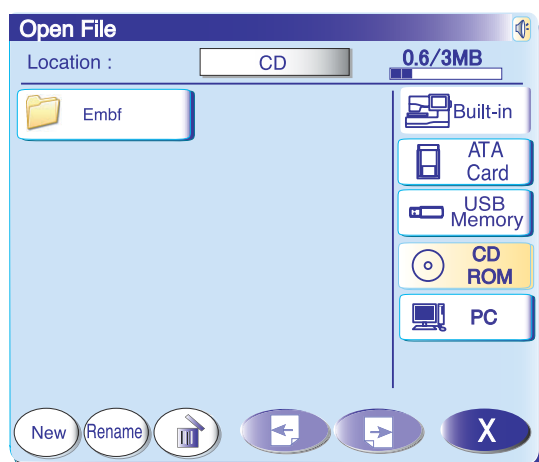 Open File
Location :
CD
0.6/3MB
Embf
Built-in
ATA
Card
USB
Memory
CD
ROM
PC
New
Rename
X